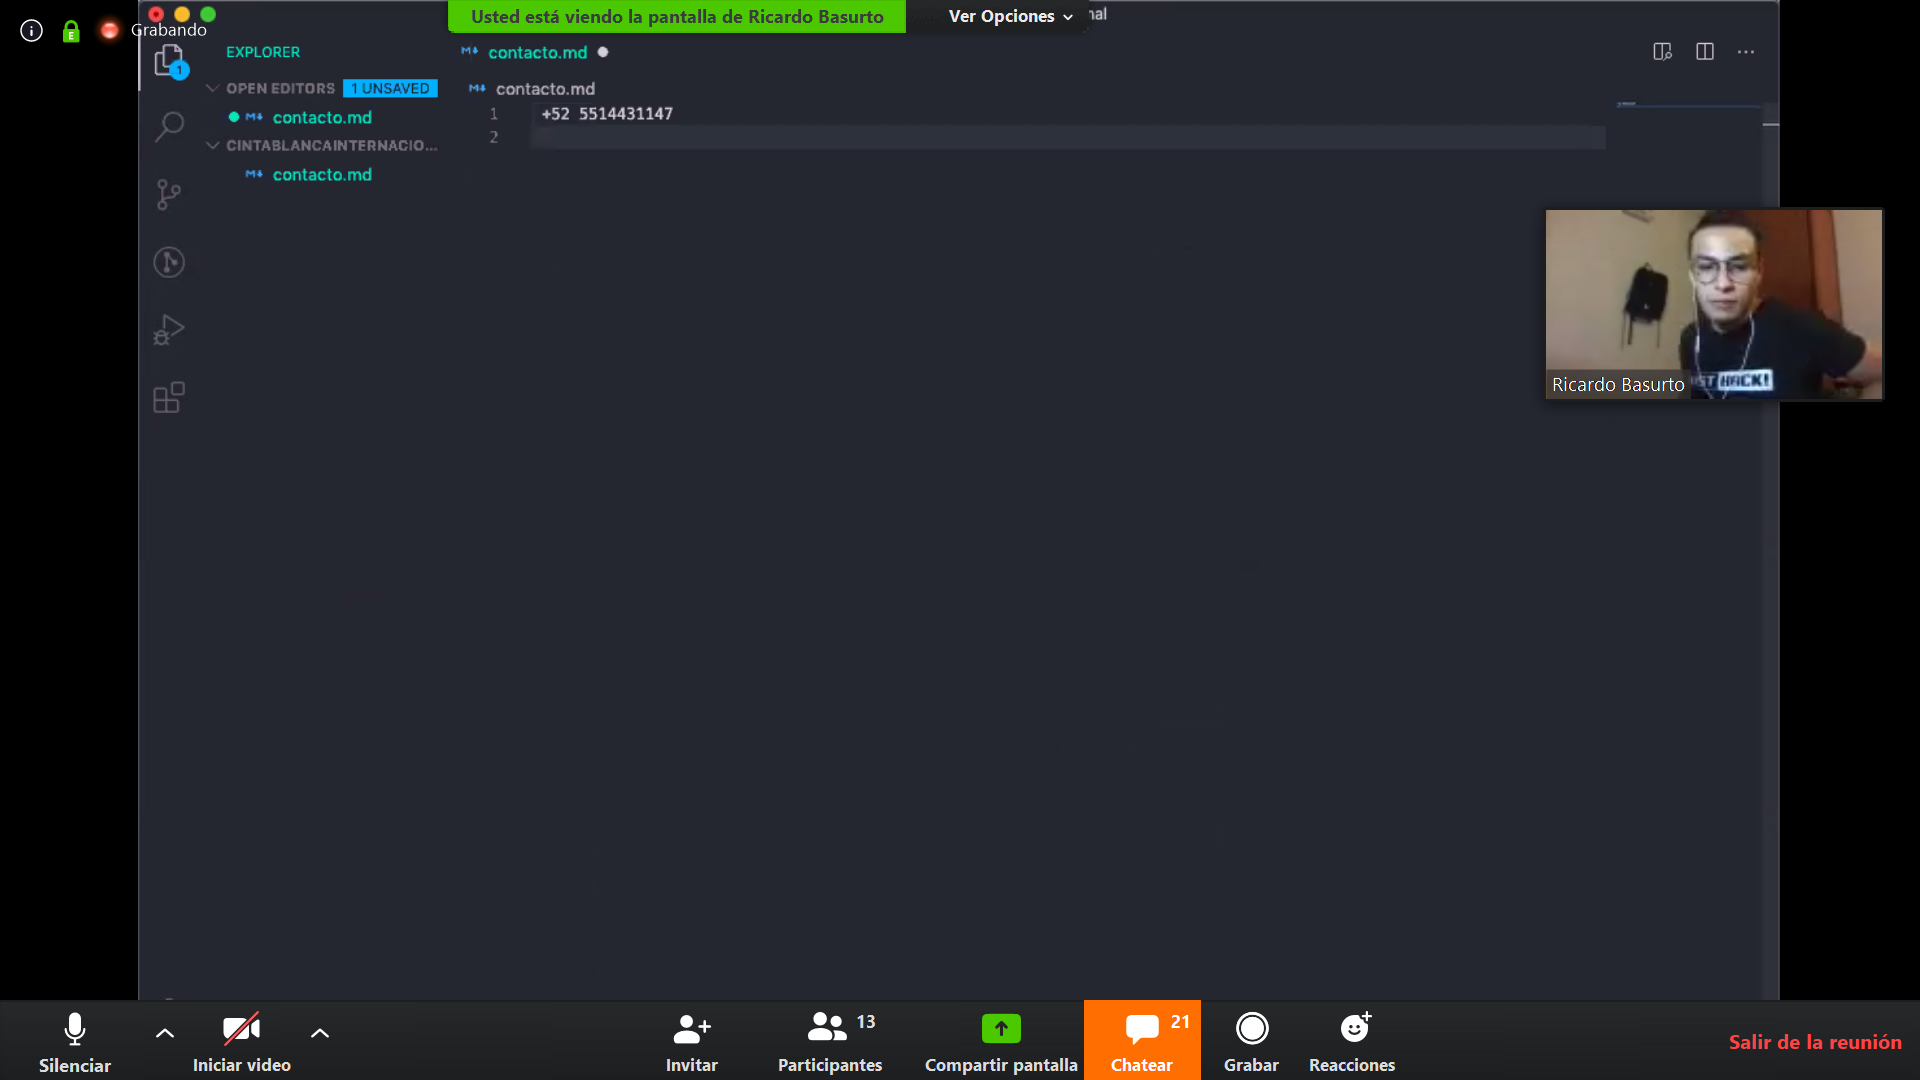 Usted está viendo la pantalla de Ricardo Basurto
Ver Opciones
nal
Grabando
EXPLORER
contacto.md
1
OPEN EDITORS
1 UNSAVED
contacto.md
1 +52 5514431147
2
contacto.md
CINTABLANCAINTERNACIO...
contacto.md
HACK!
Ricardo Basurto
Silenciar
Iniciar video
Invitar
13
Participantes
Compartir pantalla
21
Chatear
Grabar
Reacciones
Salir de la reunión